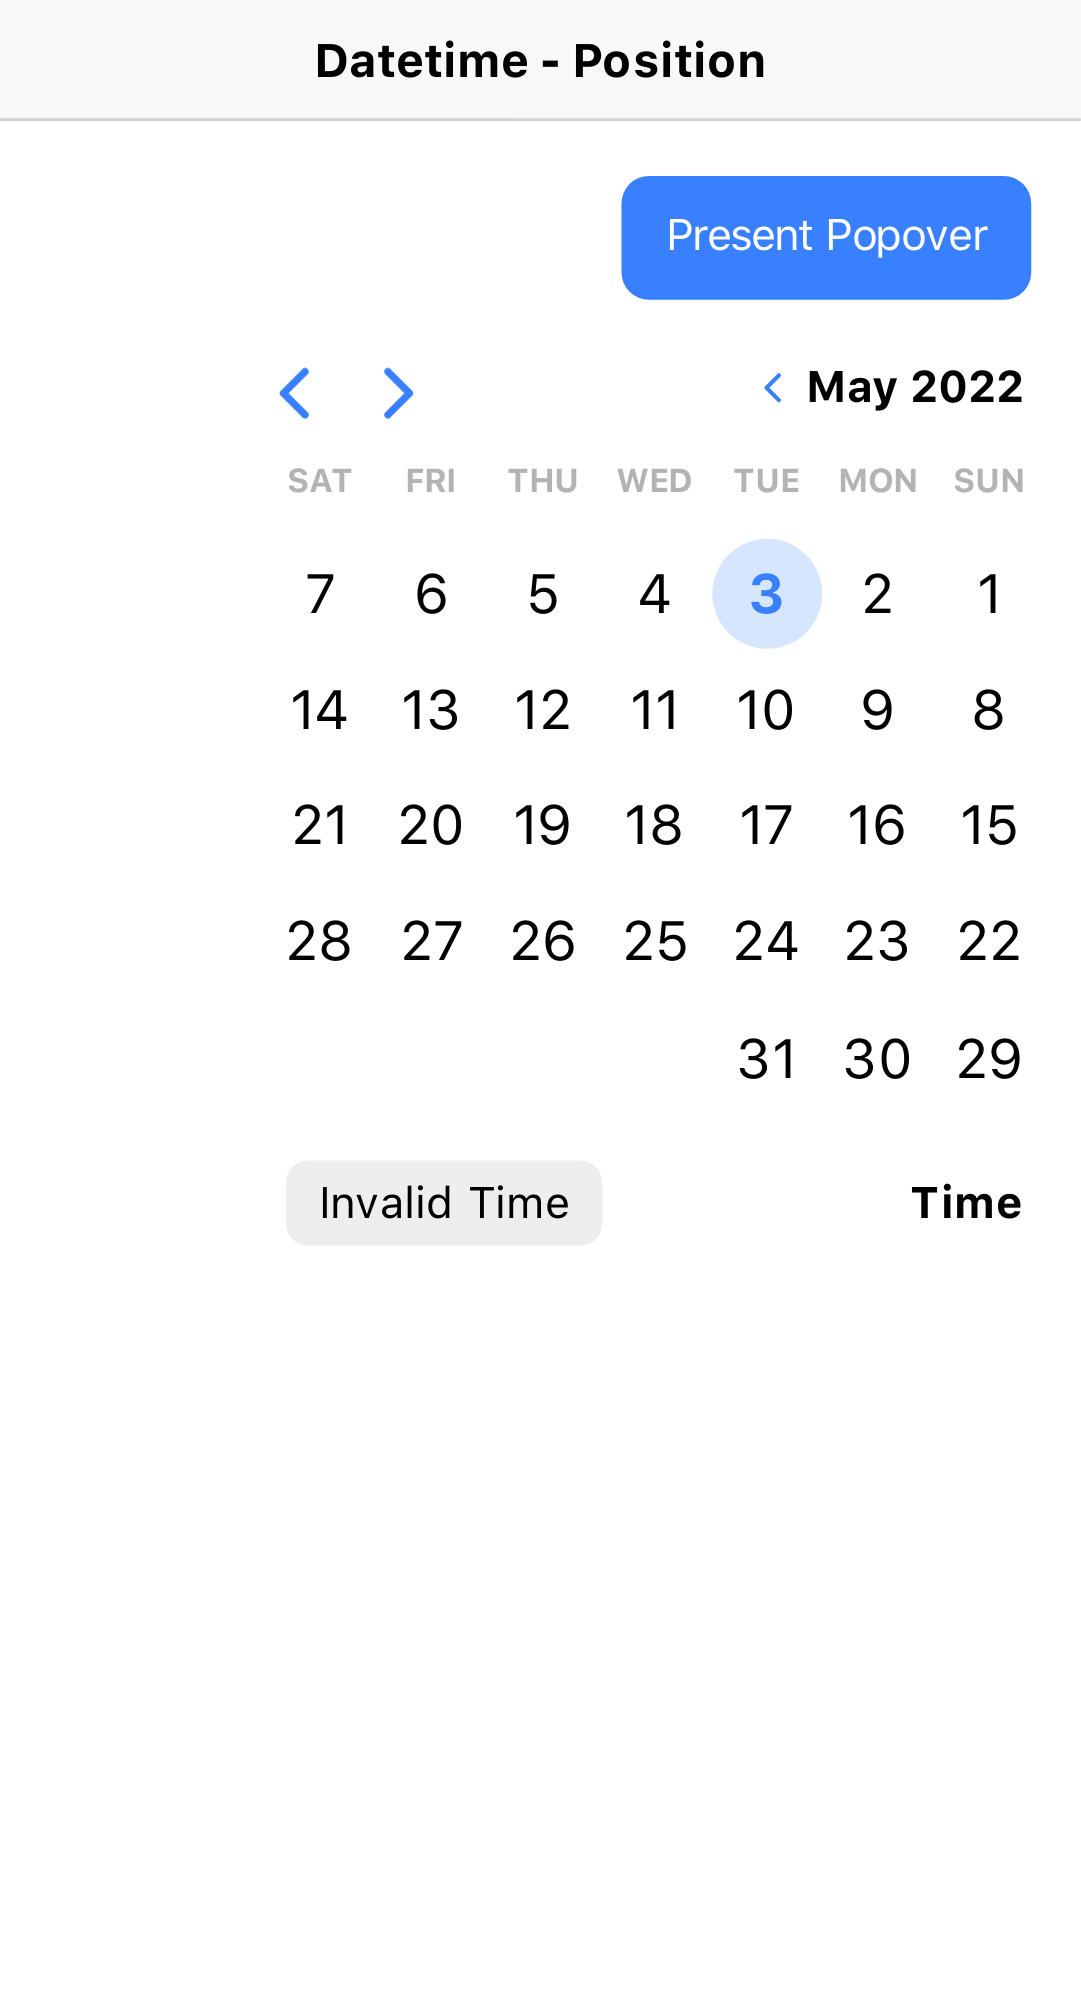 Datetime - Position
Present Popover
May 2022
SAT FRI THU WED TUE MON SUN
7 6 5 4 3 2 1
14 13 12 11 10 9 8
21 20 19 18 17 16 15
28 27 26 25 24 23 22
31 30 29
Invalid Time Time